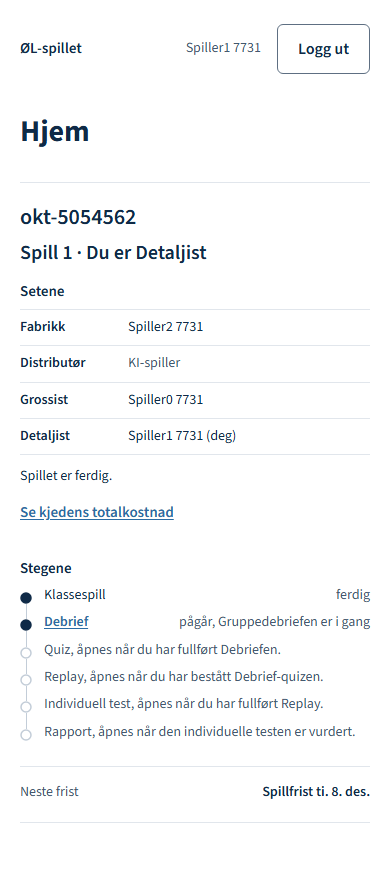 ØL-spillet
Spiller1 7731
Logg ut
Hjem
okt-5054562
Spill 1 · Du er Detaljist
Setene
Fabrikk Spiller2 7731
Distributør KI-spiller
Grossist Spiller0 7731
Detaljist Spiller1 7731 (deg)
Spillet er ferdig.
Se kjedens totalkostnad
Stegene
Klassespill ferdig
Debrief pågår, Gruppedebriefen er i gang
Quiz, åpnes når du har fullført Debriefen.
Replay, åpnes når du har bestått Debrief-quizen.
Individuell test, åpnes når du har fullført Replay.
Rapport, åpnes når den individuelle testen er vurdert.
Neste frist Spillfrist ti. 8. des.